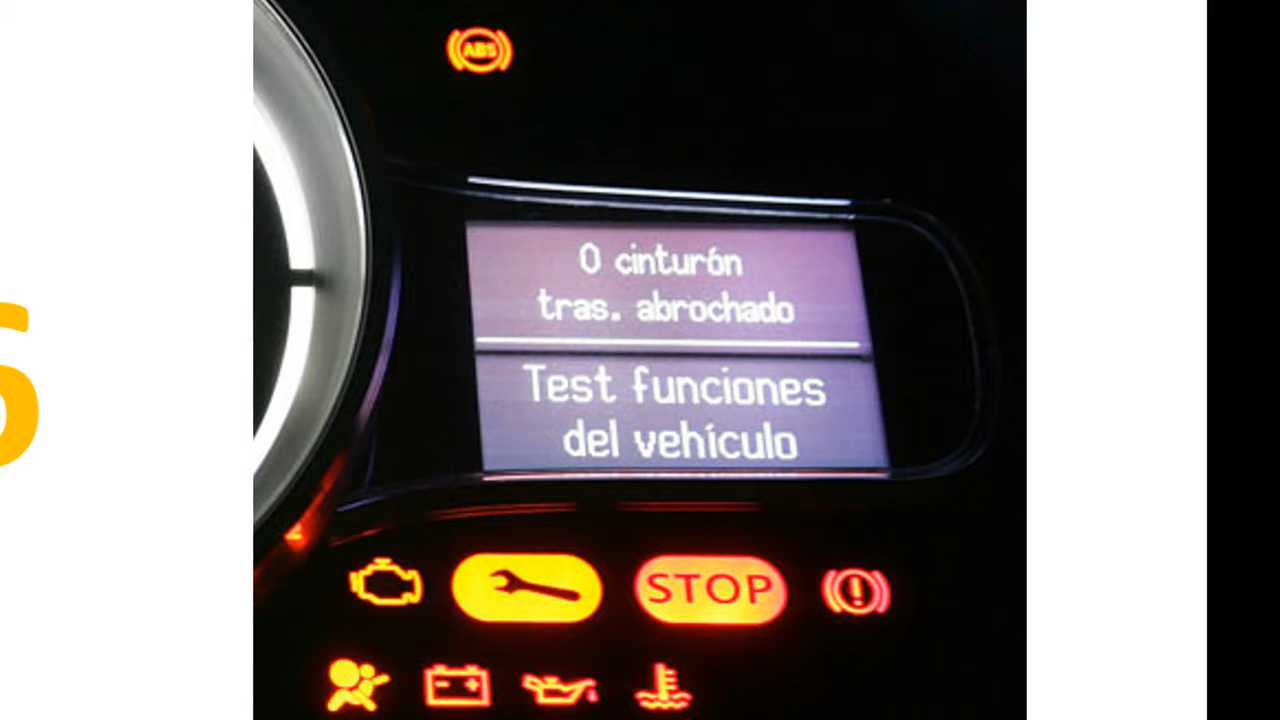 ABS
0 cinturón
tras. abrochado
Test funciones
del vehículo
STOP